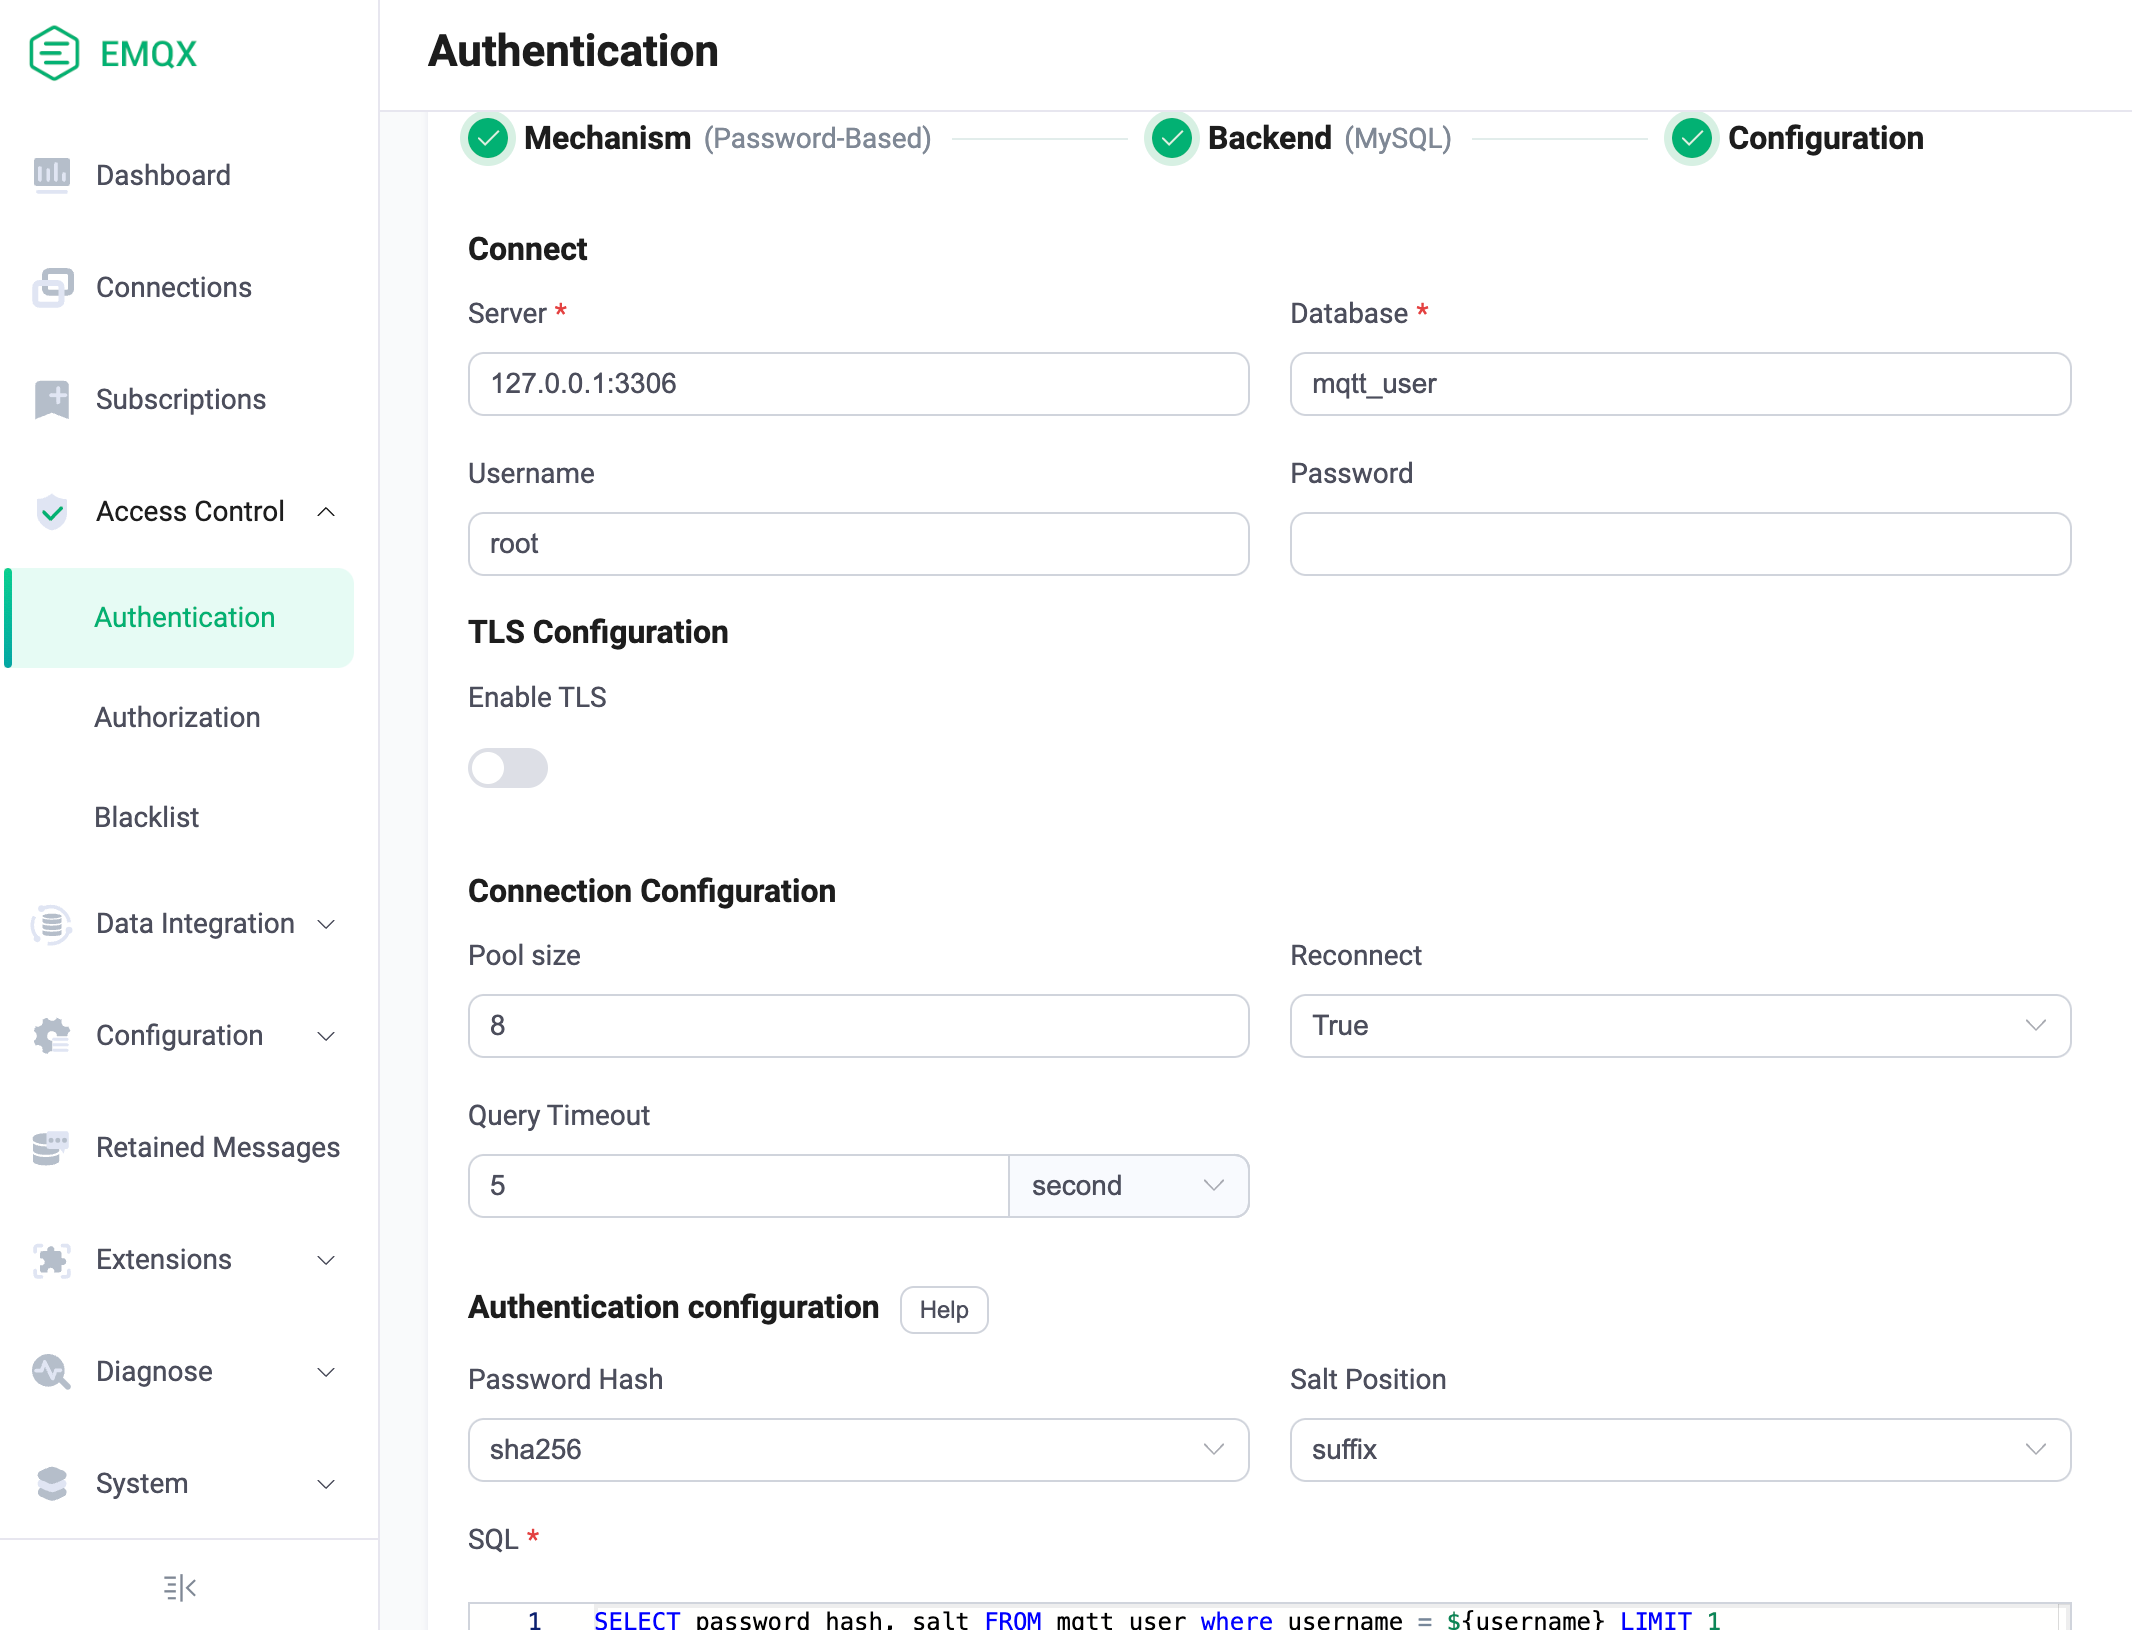 EMQX
Dashboard
Connections
Subscriptions
Access Control
Authentication
Authorization
Blacklist
Data Integration
Configuration
Retained Messages
Extensions
Diagnose
System
Authentication
Mechanism (Password-Based) Backend (MySQL) Configuration
Connect
Server * Database *
127.0.0.1:3306 mqtt_user
Username Password
root
TLS Configuration
Enable TLS
Connection Configuration
Pool size Reconnect
8 True
Query Timeout
5 second
Authentication configuration Help
Password Hash Salt Position
sha256 suffix
SQL *
1 SELECT password_hash, salt FROM mqtt_user where username = ${username} LIMIT 1